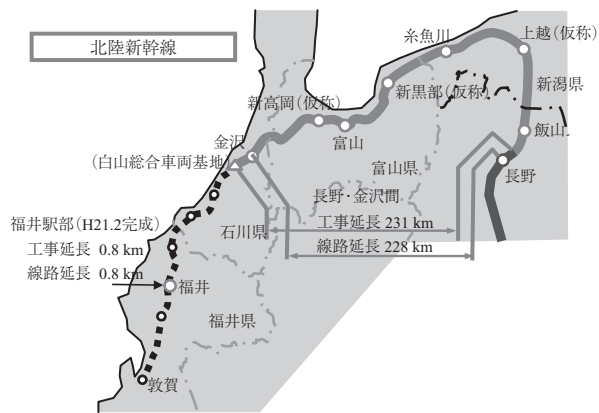 北陸新幹線
糸魚川
上越(仮称)
新潟県
新高岡(仮称)
新黒部(仮称)
飯山
金沢
富山
(白山総合車両基地)
富山県
長野
長野・金沢間
石川県
工事延長 231 km
線路延長 228 km
福井駅部(H21.2完成)
工事延長 0.8 km
線路延長 0.8 km
福井
福井県
敦賀